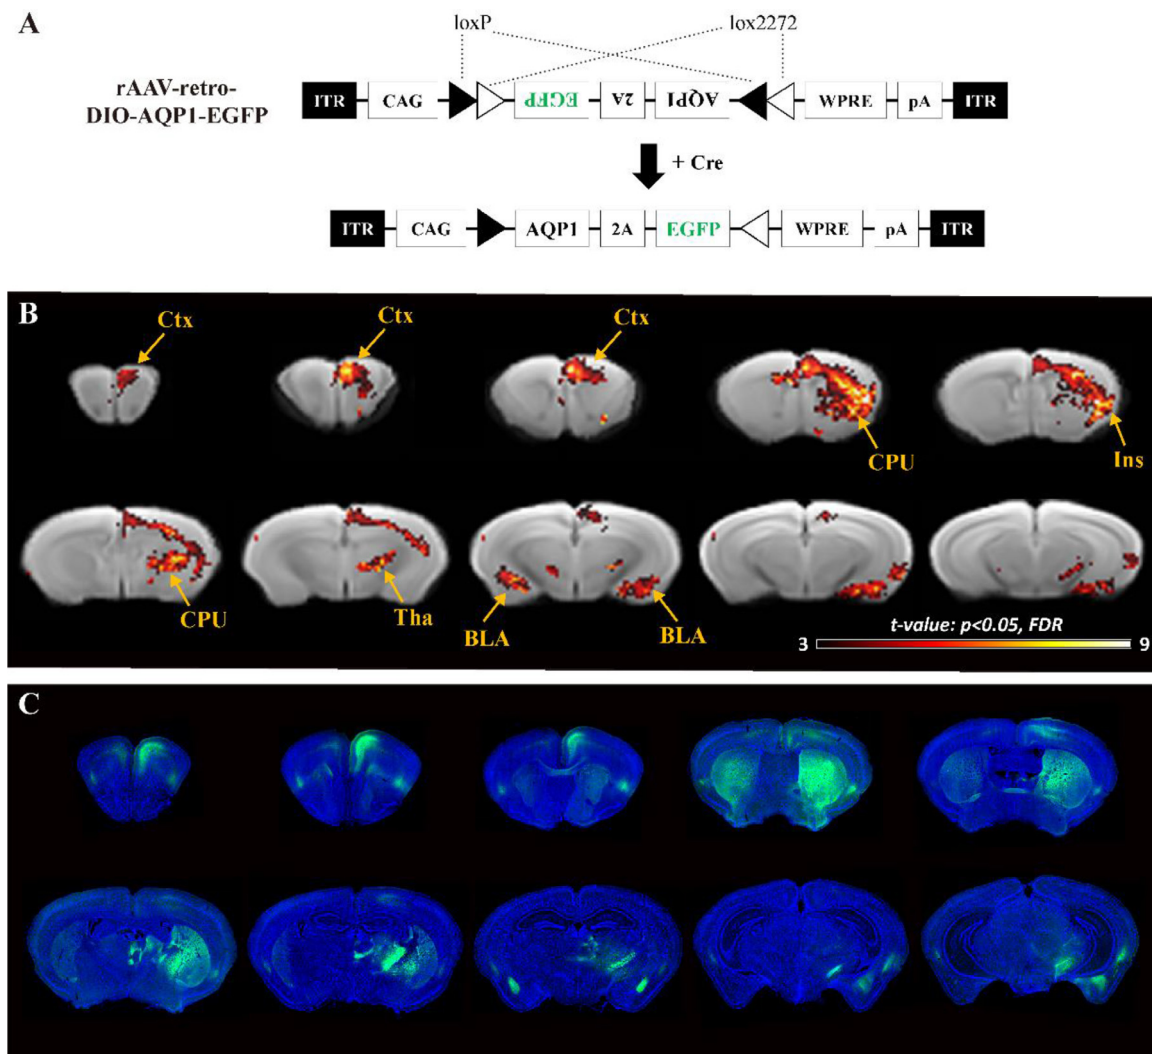 A
loxP lox2272
rAAV-retro-
DIO-AQP1-EGFP
ITR CAG EGFP 2A AQP1 WPRE pA ITR
+ Cre
ITR CAG AQP1 2A EGFP WPRE pA ITR
B
Ctx Ctx Ctx CPU Ins
CPU Tha BLA BLA
t-value: p<0.05, FDR
3 9
C